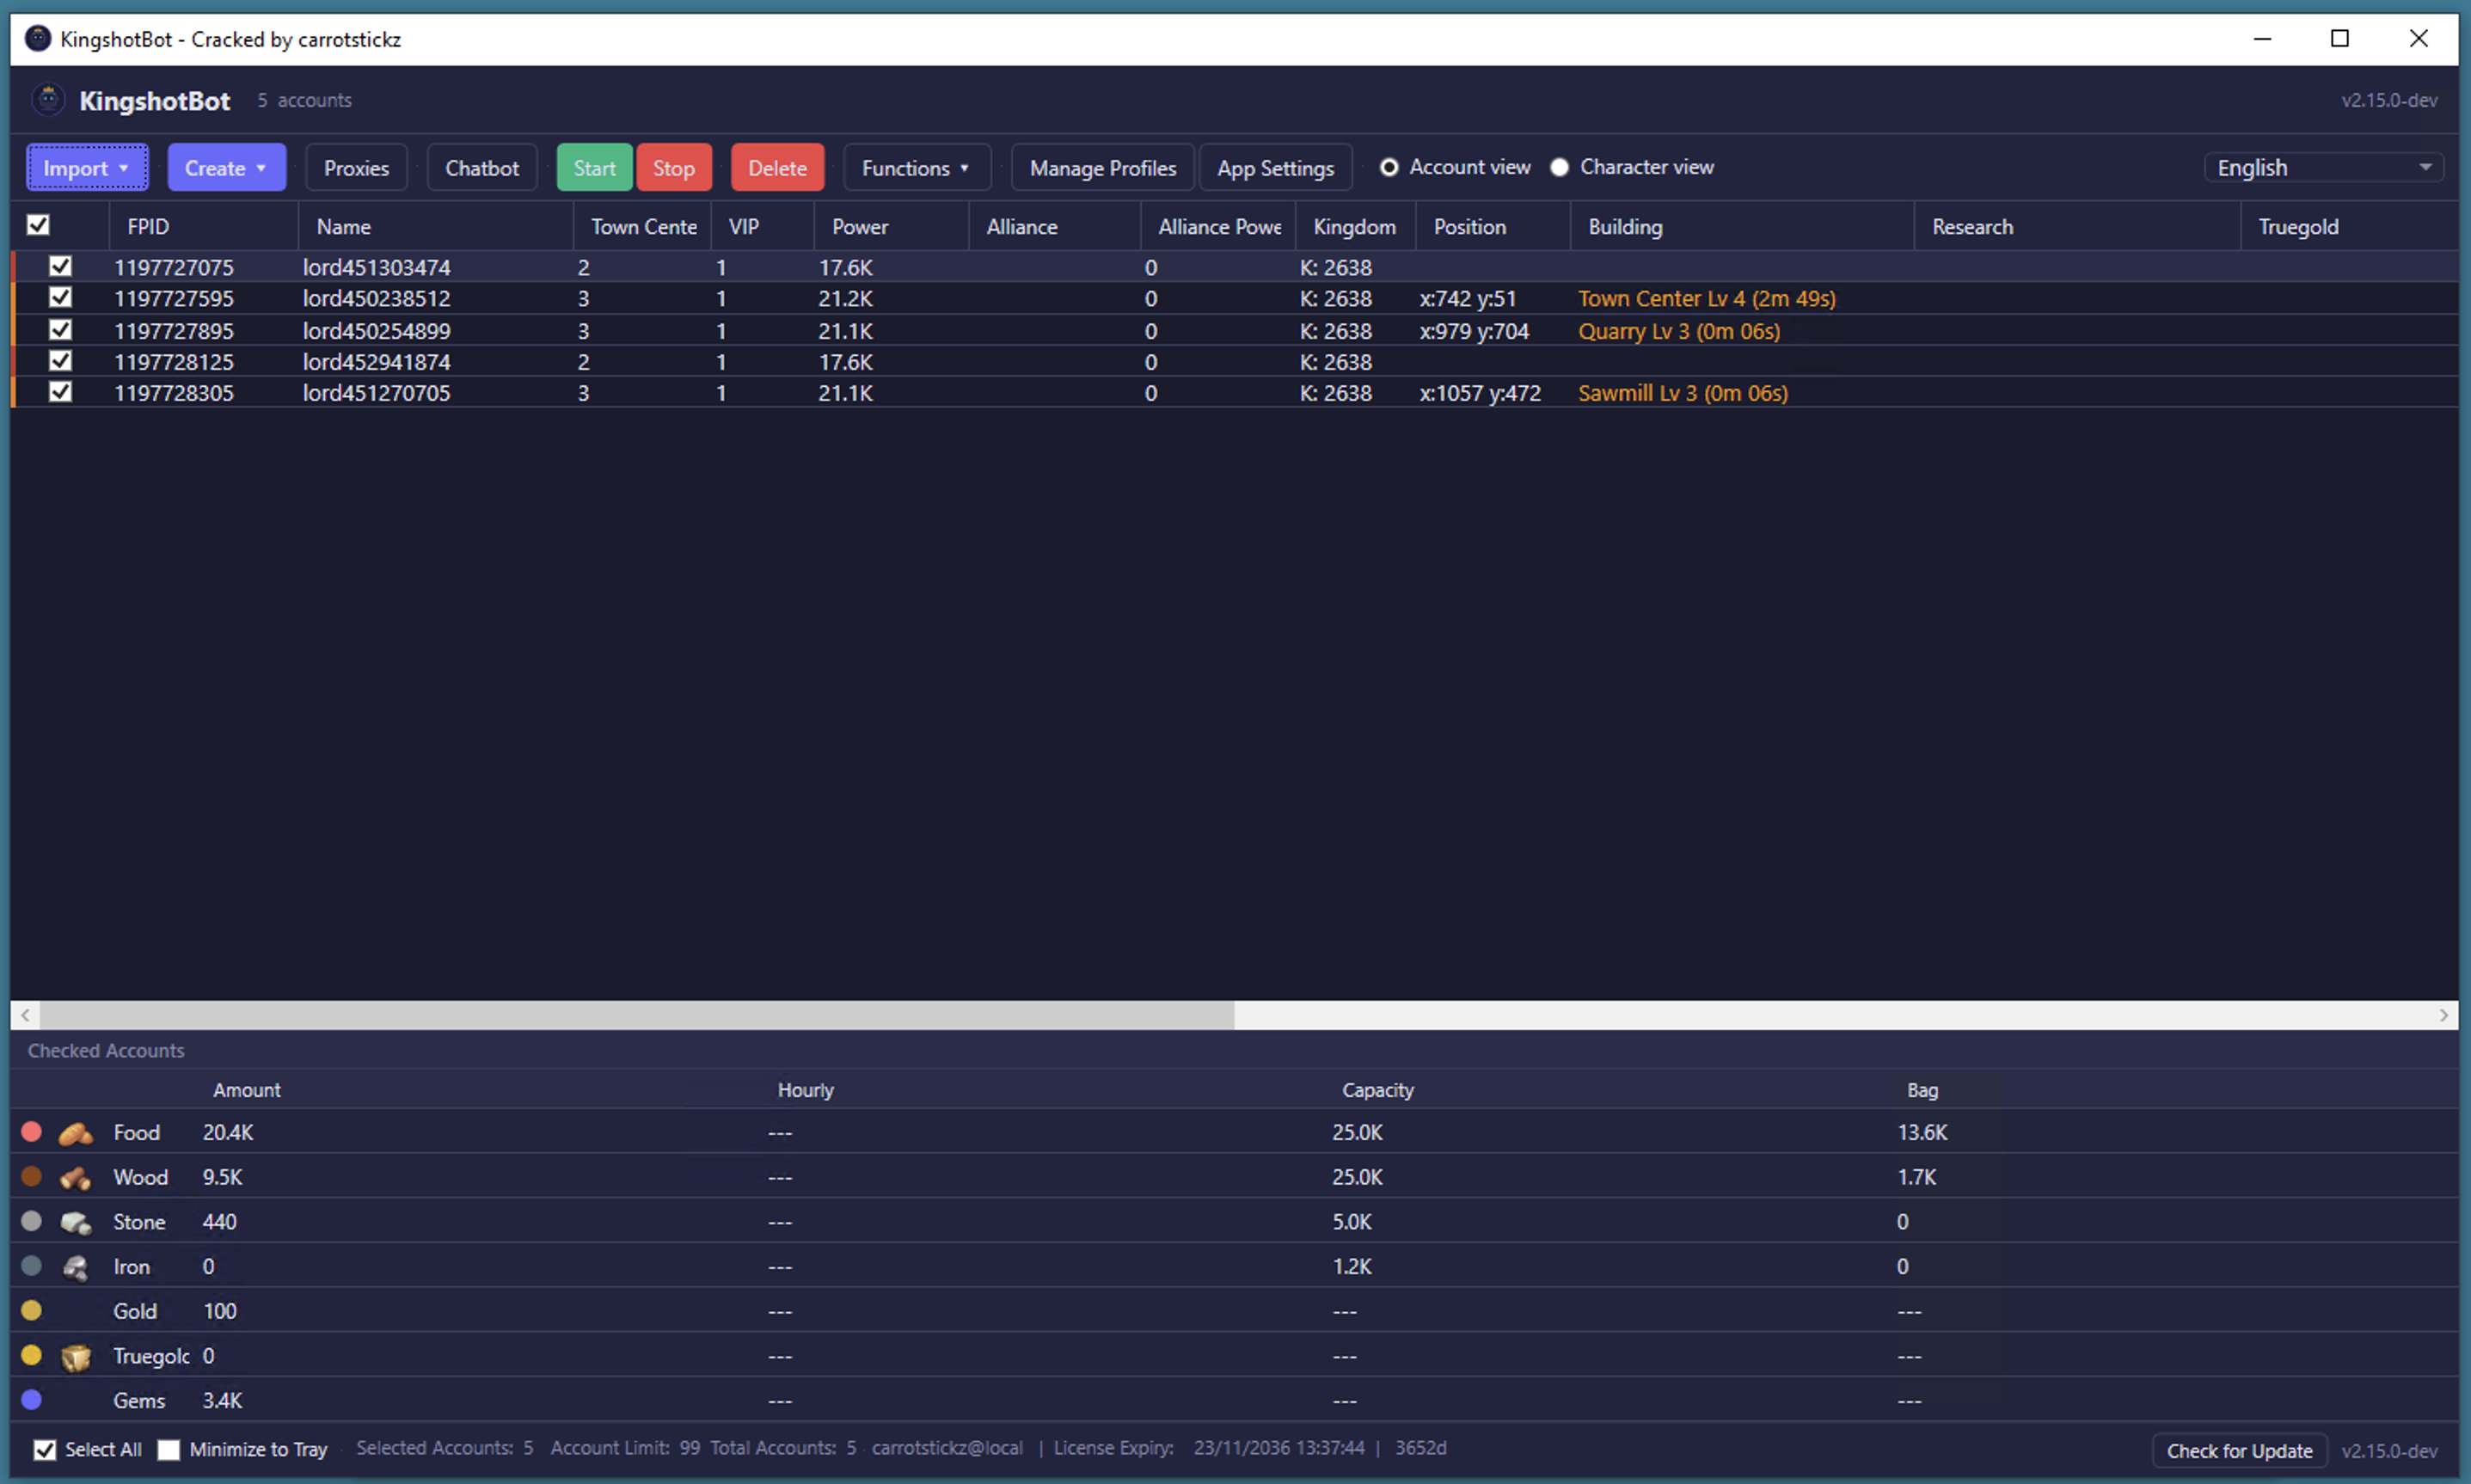 KingshotBot - Cracked by carrotstickz
KingshotBot 5 accounts v2.15.0-dev
Import Create Proxies Chatbot Start Stop Delete Functions Manage Profiles App Settings Account view Character view English
FPID Name Town Cente VIP Power Alliance Alliance Powe Kingdom Position Building Research Truegold
1197727075 lord451303474 2 1 17.6K 0 K: 2638
1197727595 lord450238512 3 1 21.2K 0 K: 2638 x:742 y:51 Town Center Lv 4 (2m 49s)
1197727895 lord450254899 3 1 21.1K 0 K: 2638 x:979 y:704 Quarry Lv 3 (0m 06s)
1197728125 lord452941874 2 1 17.6K 0 K: 2638
1197728305 lord451270705 3 1 21.1K 0 K: 2638 x:1057 y:472 Sawmill Lv 3 (0m 06s)
Checked Accounts
Amount Hourly Capacity Bag
Food 20.4K --- 25.0K 13.6K
Wood 9.5K --- 25.0K 1.7K
Stone 440 --- 5.0K 0
Iron 0 --- 1.2K 0
Gold 100 --- --- ---
Truegolc 0 --- --- ---
Gems 3.4K --- --- ---
Select All Minimize to Tray Selected Accounts: 5 Account Limit: 99 Total Accounts: 5 carrotstickz@local | License Expiry: 23/11/2036 13:37:44 | 3652d Check for Update v2.15.0-dev